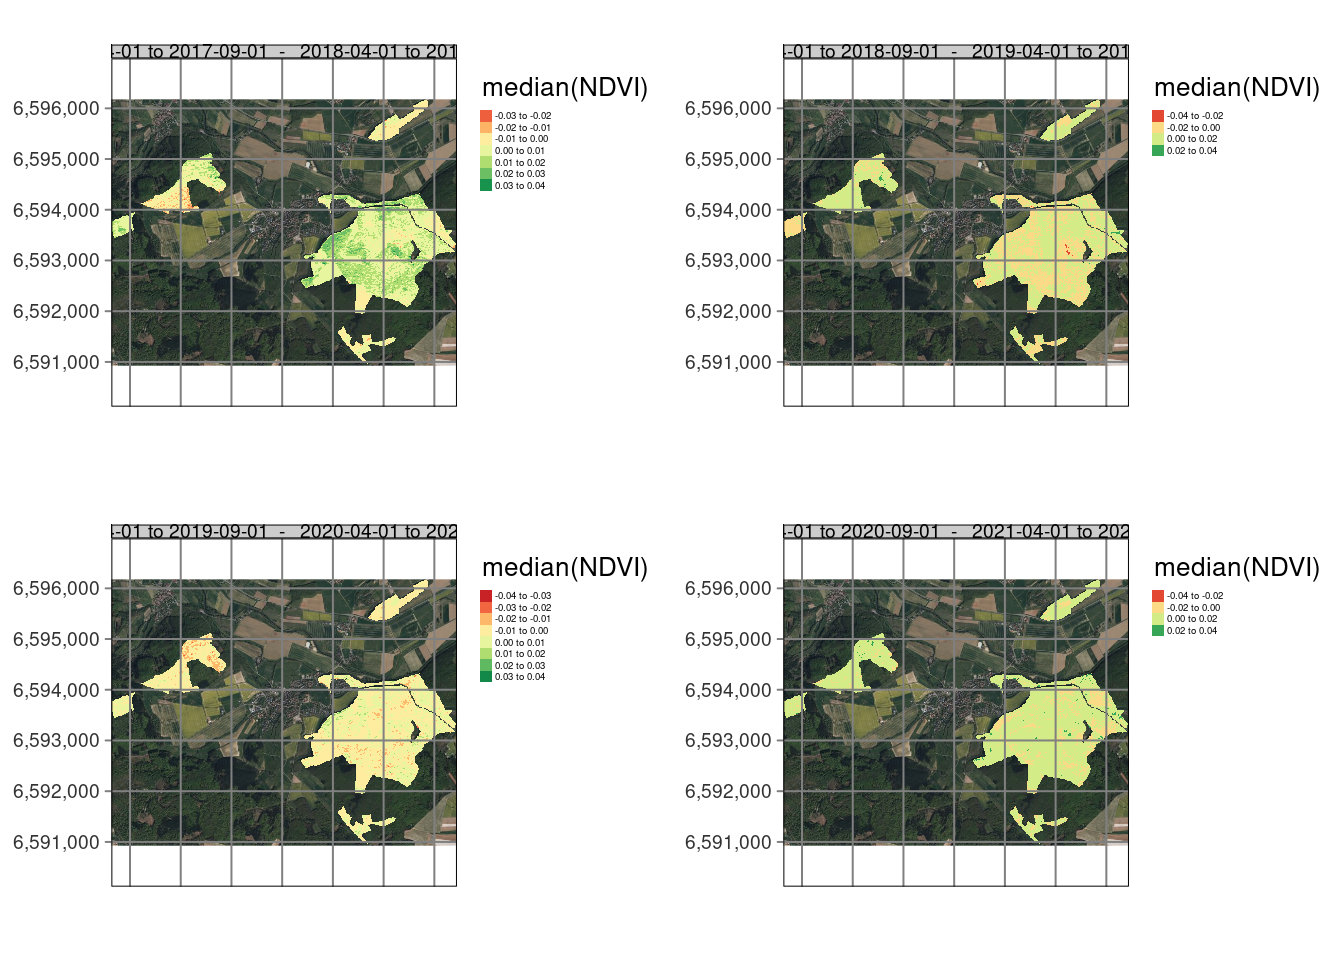 -01 to 2017-09-01 - 2018-04-01 to 201
median(NDVI)
-0.03 to -0.02
-0.02 to -0.01
-0.01 to 0.00
0.00 to 0.01
0.01 to 0.02
0.02 to 0.03
0.03 to 0.04
6,596,000
6,595,000
6,594,000
6,593,000
6,592,000
6,591,000
-01 to 2018-09-01 - 2019-04-01 to 201
median(NDVI)
-0.04 to -0.02
-0.02 to 0.00
0.00 to 0.02
0.02 to 0.04
6,596,000
6,595,000
6,594,000
6,593,000
6,592,000
6,591,000
-01 to 2019-09-01 - 2020-04-01 to 202
median(NDVI)
-0.04 to -0.03
-0.03 to -0.02
-0.02 to -0.01
-0.01 to 0.00
0.00 to 0.01
0.01 to 0.02
0.02 to 0.03
0.03 to 0.04
6,596,000
6,595,000
6,594,000
6,593,000
6,592,000
6,591,000
-01 to 2020-09-01 - 2021-04-01 to 202
median(NDVI)
-0.04 to -0.02
-0.02 to 0.00
0.00 to 0.02
0.02 to 0.04
6,596,000
6,595,000
6,594,000
6,593,000
6,592,000
6,591,000